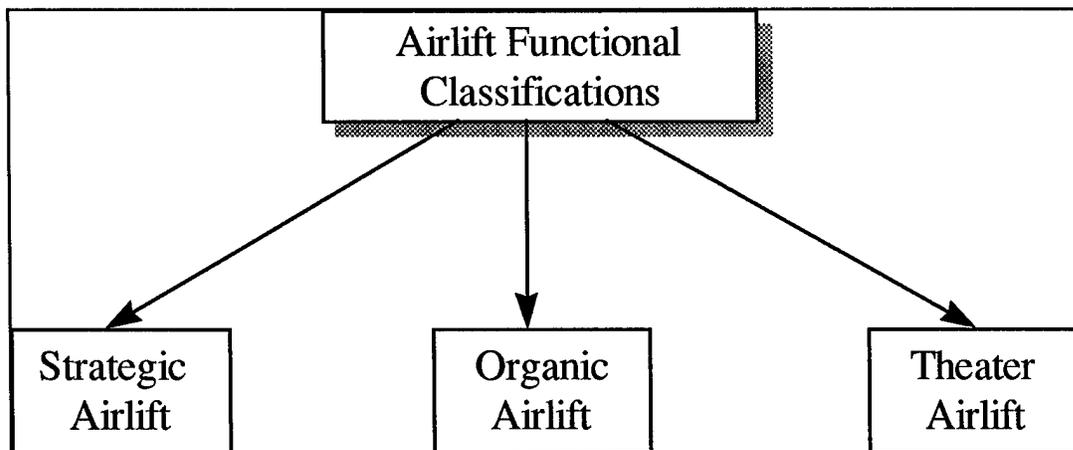 Airlift Functional
Classifications
Strategic
Airlift
Organic
Airlift
Theater
Airlift